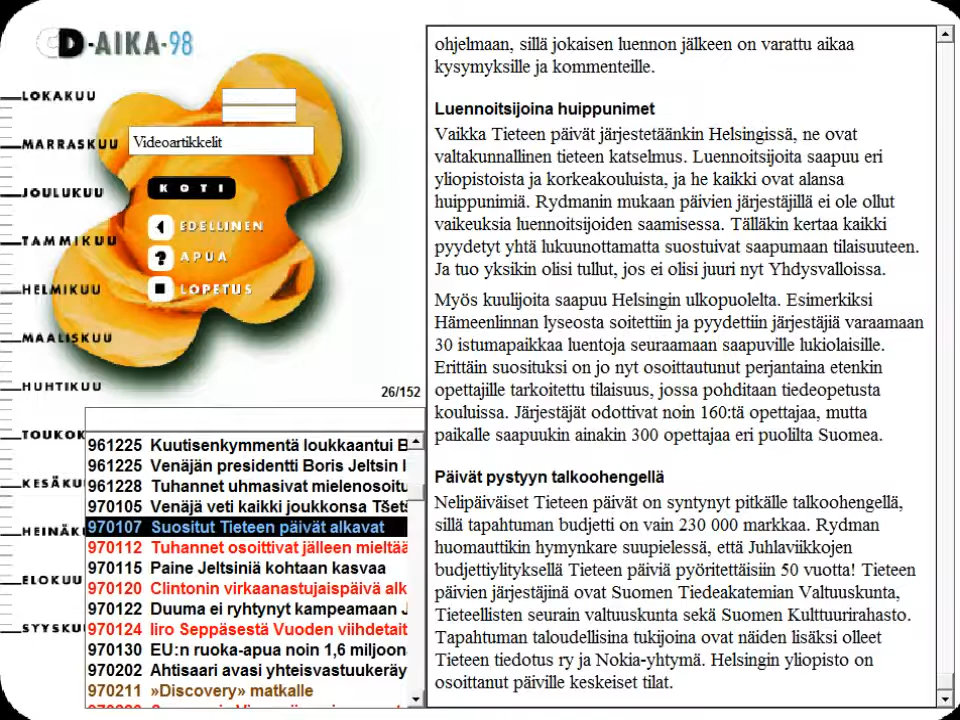 CD-AIKA-98
LOKAKUU
MARRASKUU
JOULUKUU
TAMMIKUU
HELMIKUU
MAALISKUU
HUHTIKUU
TOUKOK
KESÄKU
HEINÄK
ELOKUU
SYYSKU
Videoartikkelit
KOTI
EDELLINEN
APUA
LOPETUS
26/152
961225 Kuutisenkymmentä loukkaantui B
961225 Venäjän presidentti Boris Jeltsin
961228 Tuhannet uhmasivat mielenosoitu
970105 Venäjä veti kaikki joukkonsa Tšetš
970107 Suositut Tieteen päivät alkavat
970112 Tuhannet osoittivat jälleen mieltää
970115 Paine Jeltsiniä kohtaan kasvaa
970120 Clintonin virkaanastujaispäivä alk
970122 Duuma ei ryhtynyt kampeamaan J
970124 Iiro Seppäsestä Vuoden viihdetait
970130 EU:n ruoka-apua noin 1,6 miljoon
970202 Ahtisaari avasi yhteisvastuukeräy
970211 »Discovery» matkalle
ohjelmaan, sillä jokaisen luennon jälkeen on varattu aikaa
kysymyksille ja kommenteille.
Luennoitsijoina huippunimet
Vaikka Tieteen päivät järjestetäänkin Helsingissä, ne ovat
valtakunnallinen tieteen katselmus. Luennoitsijoita saapuu eri
yliopistoista ja korkeakouluista, ja he kaikki ovat alansa
huippunimiä. Rydmanin mukaan päivien järjestäjillä ei ole ollut
vaikeuksia luennoitsijoiden saamisessa. Tälläkin kertaa kaikki
pyydetyt yhtä lukuunottamatta suostuivat saapumaan tilaisuuteen.
Ja tuo yksikin olisi tullut, jos ei olisi juuri nyt Yhdysvalloissa.
Myös kuulijoita saapuu Helsingin ulkopuolelta. Esimerkiksi
Hämeenlinnan lyseosta soitettiin ja pyydettiin järjestäjiä varaamaan
30 istumapaikkaa luentoja seuraamaan saapuville lukiolaisille.
Erittäin suosituksi on jo nyt osoittautunut perjantaina etenkin
opettajille tarkoitettu tilaisuus, jossa pohditaan tiedeopetusta
kouluissa. Järjestäjät odottivat noin 160:tä opettajaa, mutta
paikalle saapuukin ainakin 300 opettajaa eri puolilta Suomea.
Päivät pystyyn talkoohengellä
Nelipäiväiset Tieteen päivät on syntynyt pitkälle talkoohengellä,
sillä tapahtuman budjetti on vain 230 000 markkaa. Rydman
huomauttikin hymynkare suupielessä, että Juhlaviikkojen
budjettiylityksellä Tieteen päiviä pyöritettäisiin 50 vuotta! Tieteen
päivien järjestäjinä ovat Suomen Tiedeakatemian Valtuuskunta,
Tieteellisten seurain valtuuskunta sekä Suomen Kulttuurirahasto.
Tapahtuman taloudellisina tukijoina ovat näiden lisäksi olleet
Tieteen tiedotus ry ja Nokia-yhtymä. Helsingin yliopisto on
osoittanut päiville keskeiset tilat.